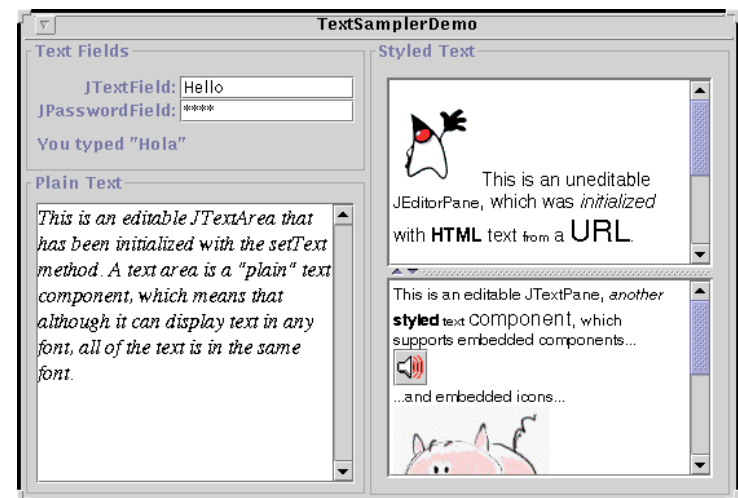 TextSamplerDemo
Text Fields
JTextField: Hello
JPasswordField: ****
You typed "Hola"
Plain Text
This is an editable JTextArea that
has been initialized with the setText
method. A text area is a "plain" text
component, which means that
although it can display text in any
font, all of the text is in the same
font.
Styled Text
This is an uneditable
JEditorPane, which was initialized
with HTML text from a URL.
This is an editable JTextPane, another
styled text component, which
supports embedded components...
...and embedded icons...